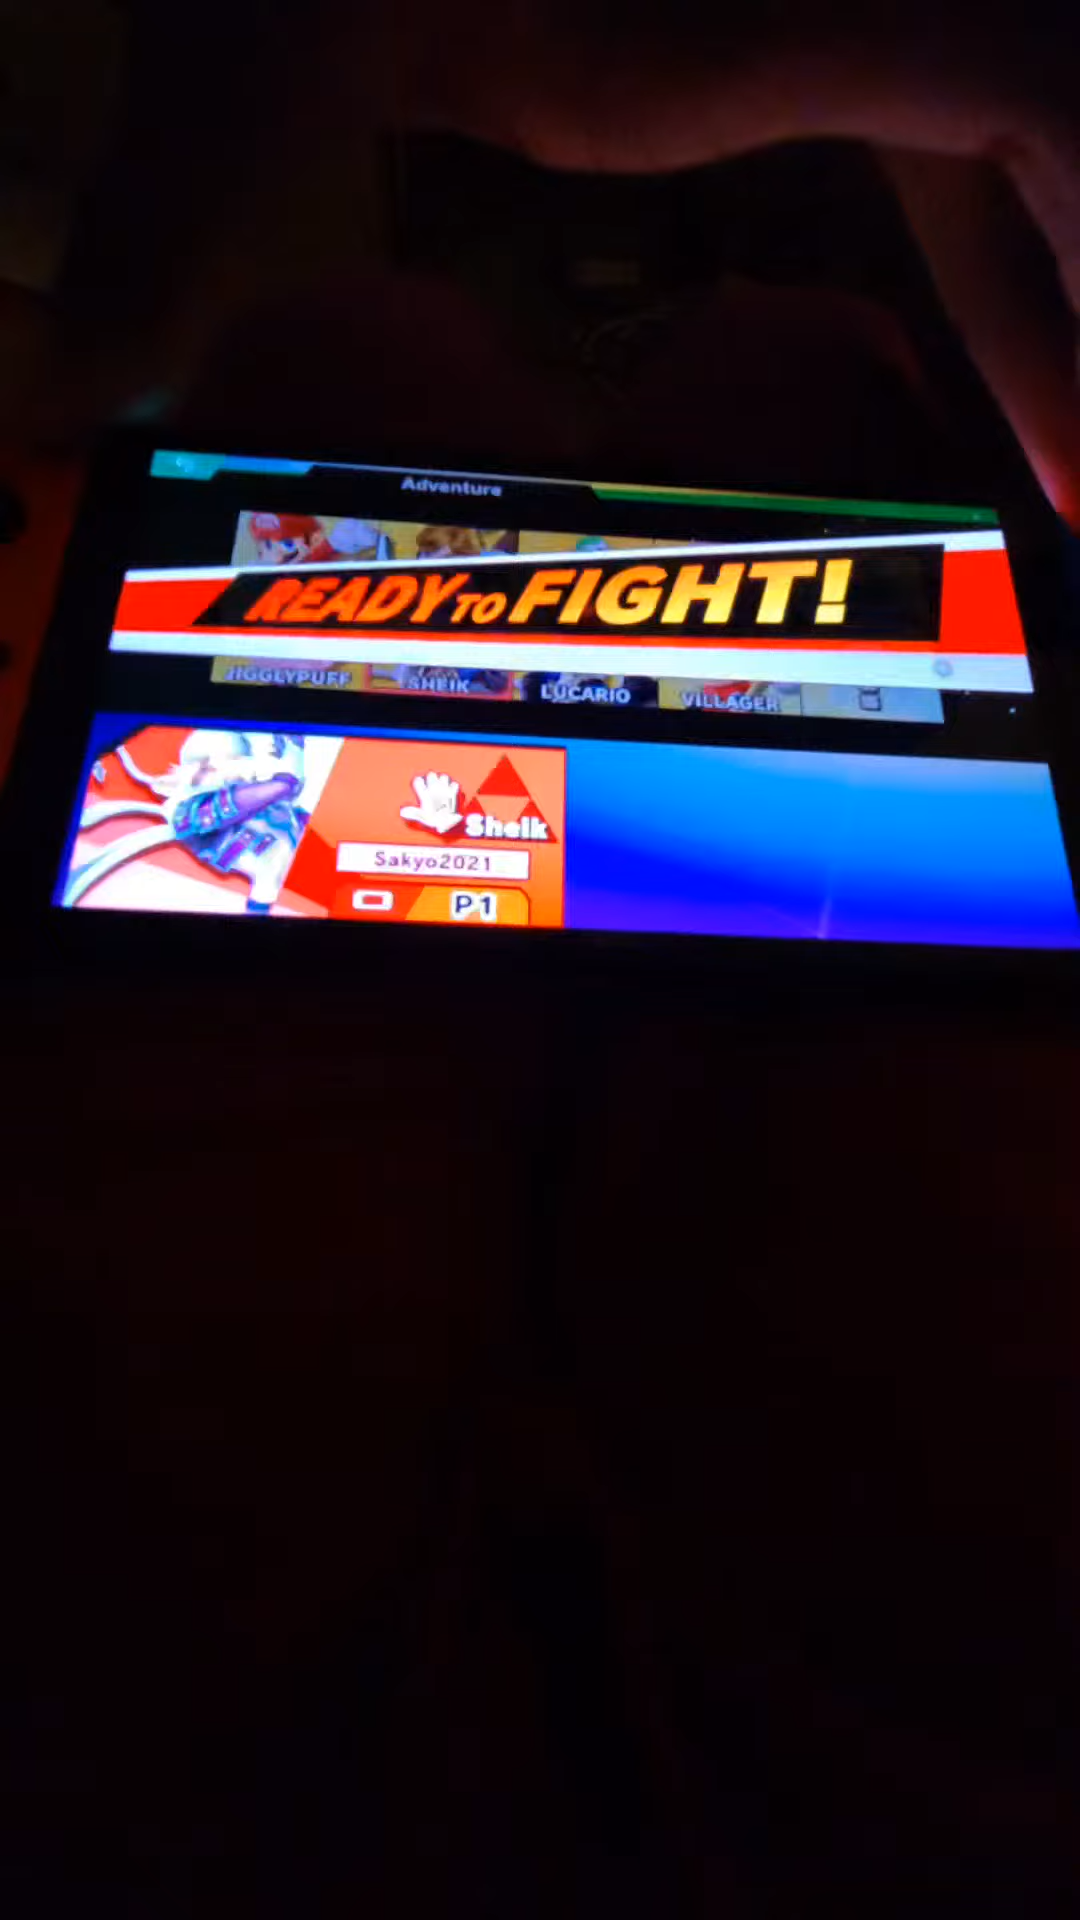 Adventure
READY TO FIGHT!
JIGGLYPUFF
SHEIK
LUCARIO
VILLAGER
Sheik
Sakyo2021
P1